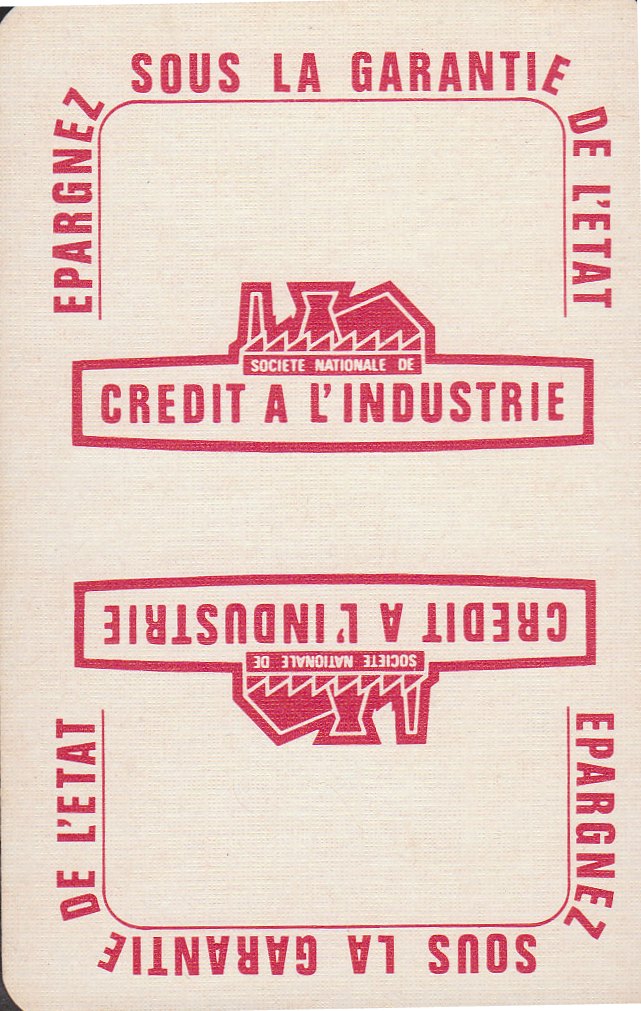 EPARGNEZ SOUS LA GARANTIE DE L'ETAT
SOCIETE NATIONALE DE
CREDIT A L'INDUSTRIE
CREDIT A L'INDUSTRIE
SOCIETE NATIONALE DE
EPARGNEZ SOUS LA GARANTIE DE L'ETAT